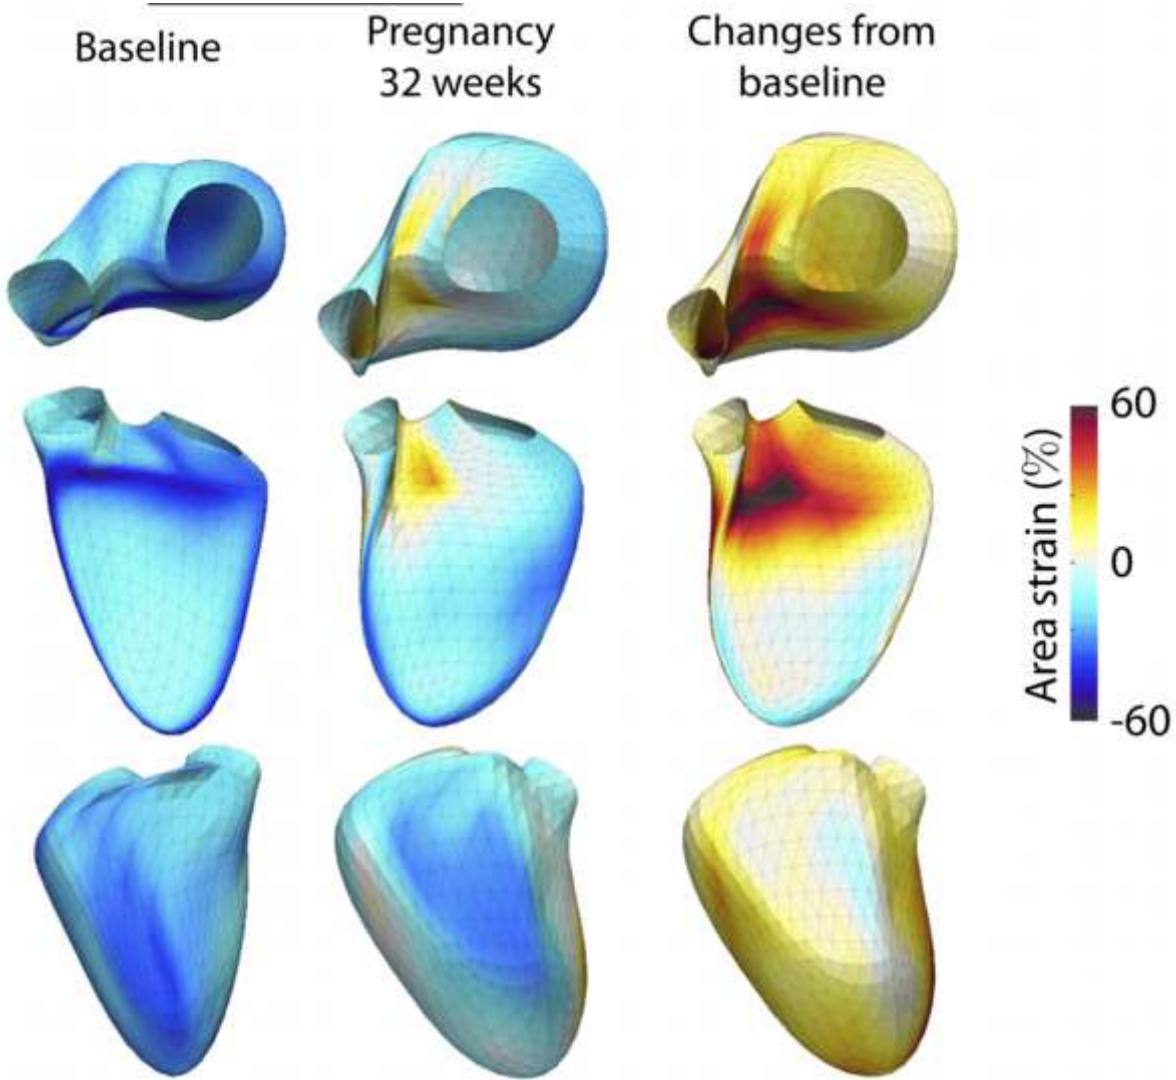 Baseline
Pregnancy
32 weeks
Changes from
baseline
60
0
-60
Area strain (%)